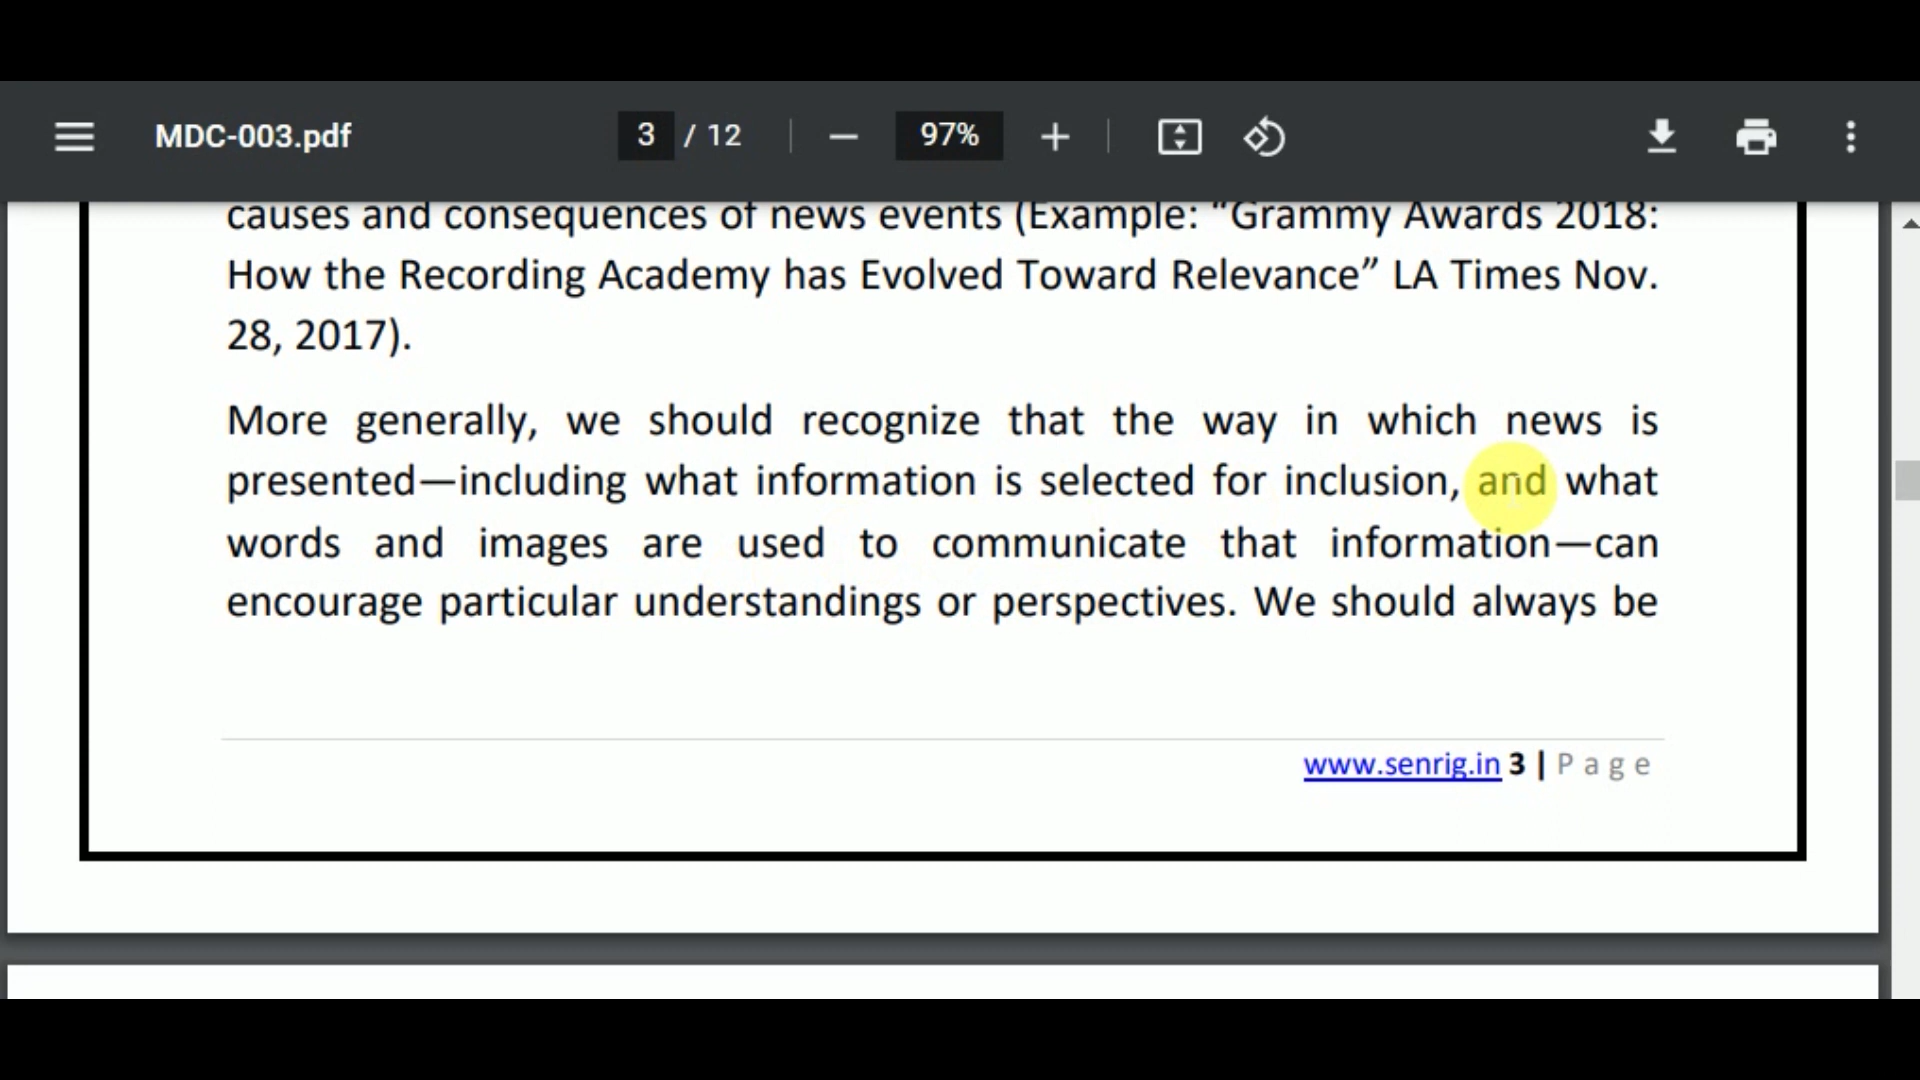 MDC-003.pdf
3 / 12
97%
causes and consequences of news events (Example: “Grammy Awards 2018:
How the Recording Academy has Evolved Toward Relevance” LA Times Nov.
28, 2017).
More generally, we should recognize that the way in which news is
presented—including what information is selected for inclusion, and what
words and images are used to communicate that information—can
encourage particular understandings or perspectives. We should always be
www.senrig.in 3 | Page